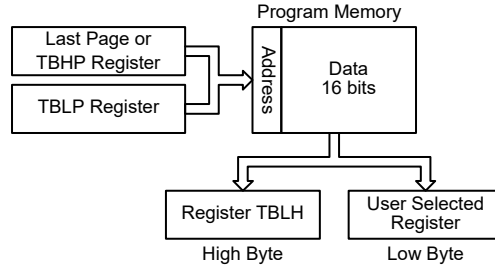 Program Memory
Last Page or
TBHP Register
TBLP Register
Address
Data
16 bits
Register TBLH
High Byte
User Selected
Register
Low Byte